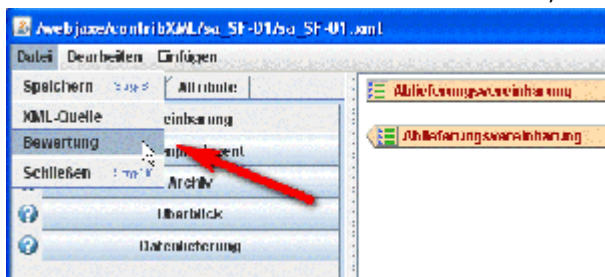 /webjaxe/contribXML/sa_SF-01/sa_SF-01.xml
Datei Bearbeiten Einfügen
Speichern
Attribute
XML-Quelle
Bewertung
Schließen
Archiv
Überblick
Datenlieferung
Ablieferungsvereinbarung
Ablieferungsvereinbarung